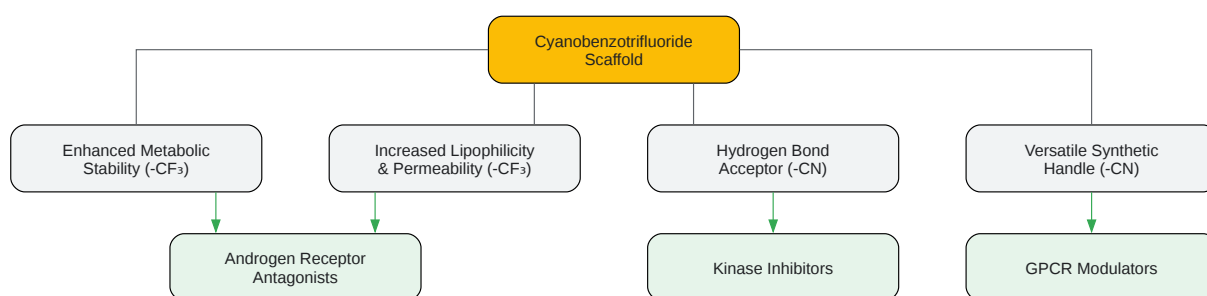 Cyanobenzotrifluoride
Scaffold
Enhanced Metabolic
Stability (-CF₃)
Increased Lipophilicity
& Permeability (-CF₃)
Hydrogen Bond
Acceptor (-CN)
Versatile Synthetic
Handle (-CN)
Androgen Receptor
Antagonists
Kinase Inhibitors
GPCR Modulators